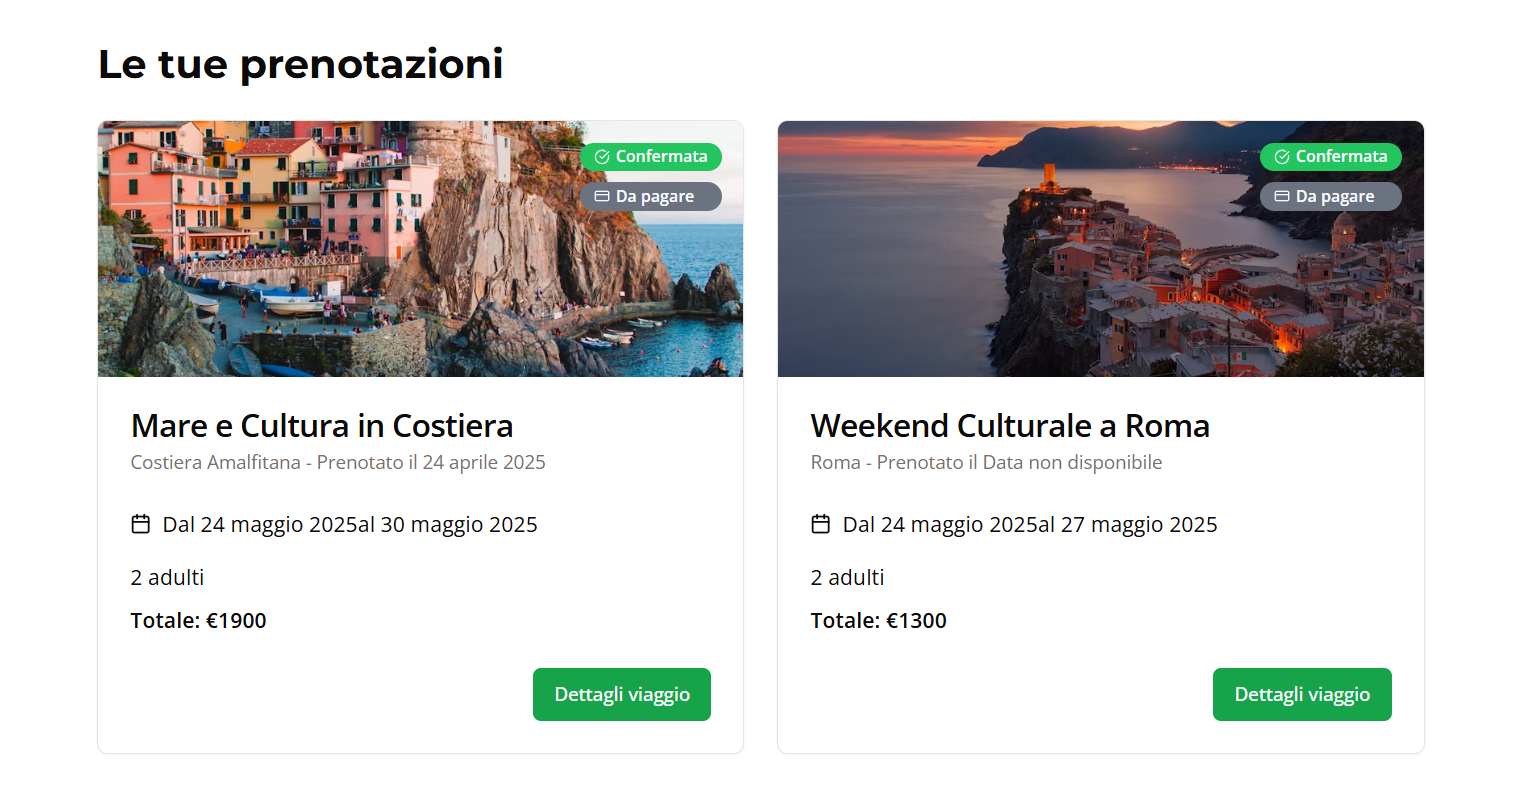 Le tue prenotazioni
Confermata
Da pagare
Mare e Cultura in Costiera
Costiera Amalfitana - Prenotato il 24 aprile 2025
Dal 24 maggio 2025al 30 maggio 2025
2 adulti
Totale: €1900
Dettagli viaggio
Confermata
Da pagare
Weekend Culturale a Roma
Roma - Prenotato il Data non disponibile
Dal 24 maggio 2025al 27 maggio 2025
2 adulti
Totale: €1300
Dettagli viaggio